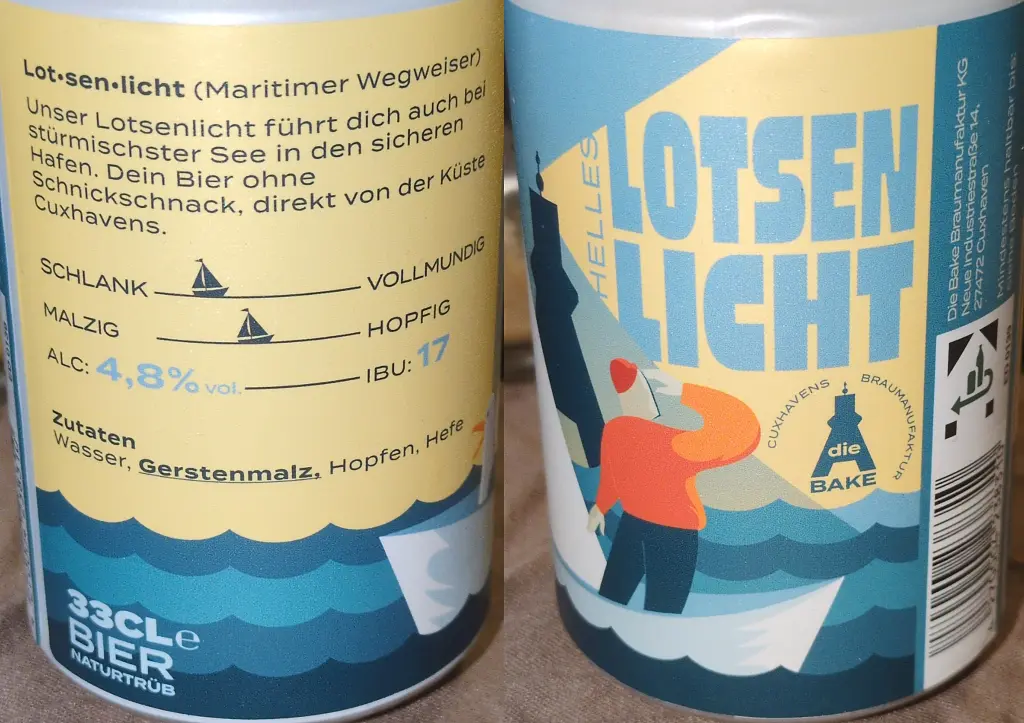 Lot•sen•licht (Maritimer Wegweiser)
Unser Lotsenlicht führt dich auch bei
stürmischster See in den sicheren
Hafen. Dein Bier ohne
Schnickschnack, direkt von der Küste
Cuxhavens.
SCHLANK VOLLMUNDIG
MALZIG HOPFIG
ALC: 4,8% vol. IBU: 17
Zutaten
Wasser, Gerstenmalz, Hopfen, Hefe
33CLe
BIER
NATURTRÜB
HELLES
LOTSEN
LICHT
CUXHAVENS BRAUMANUFAKTUR
die
BAKE
Die Bake Braumanufaktur KG
Neue Industriestraße 14,
27472 Cuxhaven
Mindestens haltbar bis:
siehe Boden